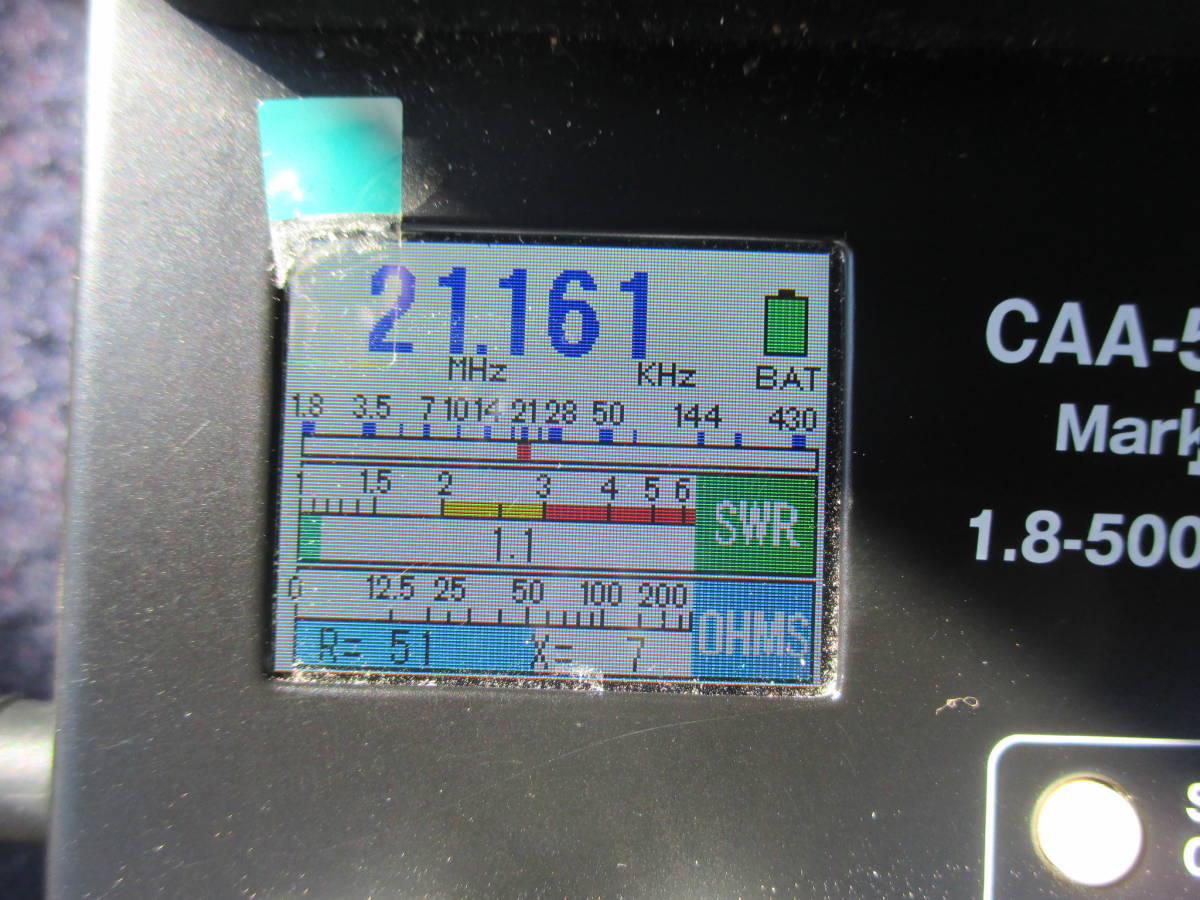 21.161
MHz KHz BAT
1.8 3.5 7 10 14 21 28 50 144 430
1 1.5 2 3 4 5 6
SWR
1.1
0 12.5 25 50 100 200
OHMS
R= 51 X= 7
CAA-5
Mark
1.8-500
S